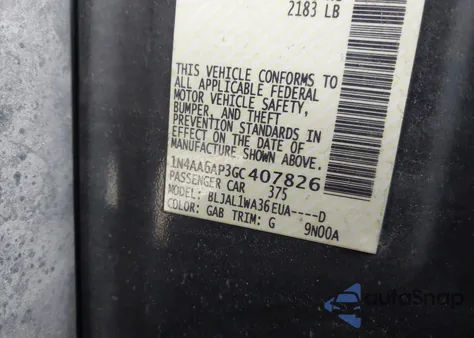 2183 LB
THIS VEHICLE CONFORMS TO
ALL APPLICABLE FEDERAL
MOTOR VEHICLE SAFETY,
BUMPER, AND THEFT
PREVENTION STANDARDS IN
EFFECT ON THE DATE OF
MANUFACTURE SHOWN ABOVE.
1N4AA6AP3GC407826
PASSENGER CAR 375
MODEL: BLJAL1WA36EUA----D
COLOR: GAB TRIM: G 9N00A
autoSnap